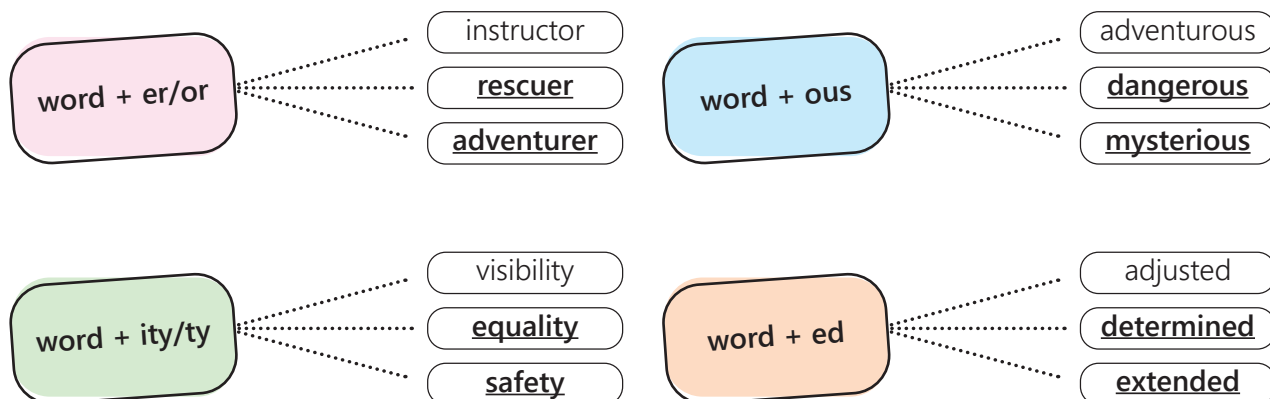 word + er/or
instructor
rescuer
adventurer
word + ous
adventurous
dangerous
mysterious
word + ity/ty
visibility
equality
safety
word + ed
adjusted
determined
extended